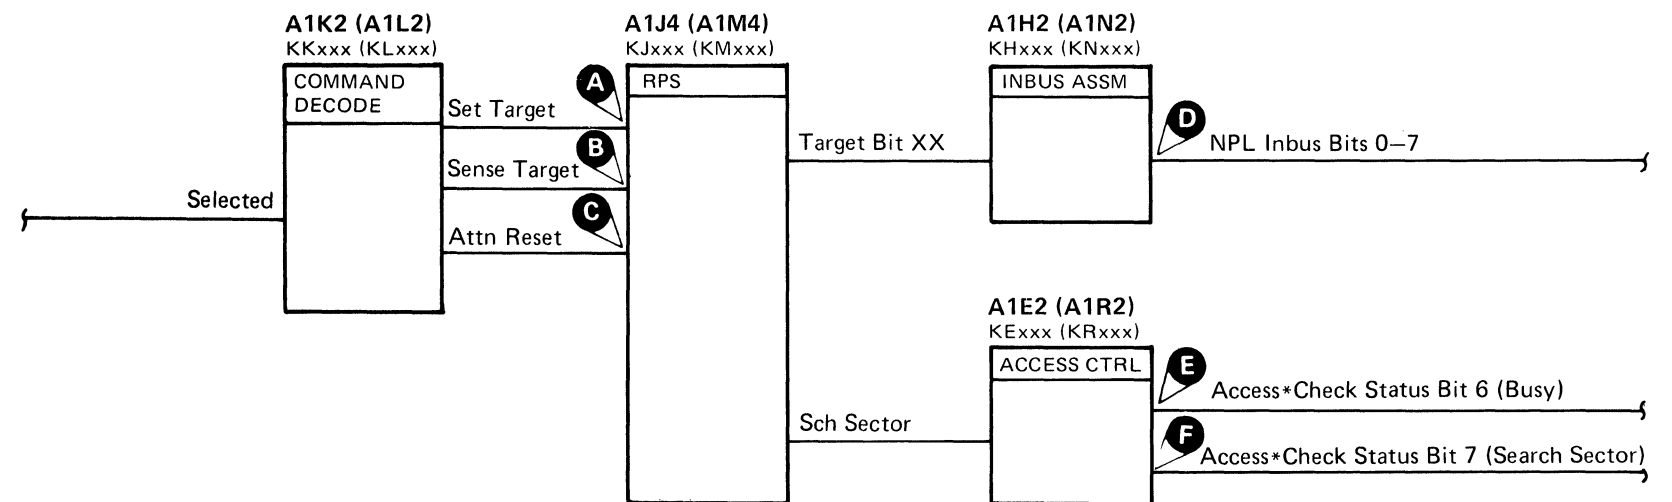 A1K2 (A1L2)
KKxxx (KLxxx)
COMMAND
DECODE
Selected
Set Target
Sense Target
Attn Reset
A
B
C
A1J4 (A1M4)
KJxxx (KMxxx)
RPS
Target Bit XX
Sch Sector
A1H2 (A1N2)
KHxxx (KNxxx)
INBUS ASSM
D
NPL Inbus Bits 0–7
A1E2 (A1R2)
KExxx (KRxxx)
ACCESS CTRL
E
Access*Check Status Bit 6 (Busy)
F
Access*Check Status Bit 7 (Search Sector)